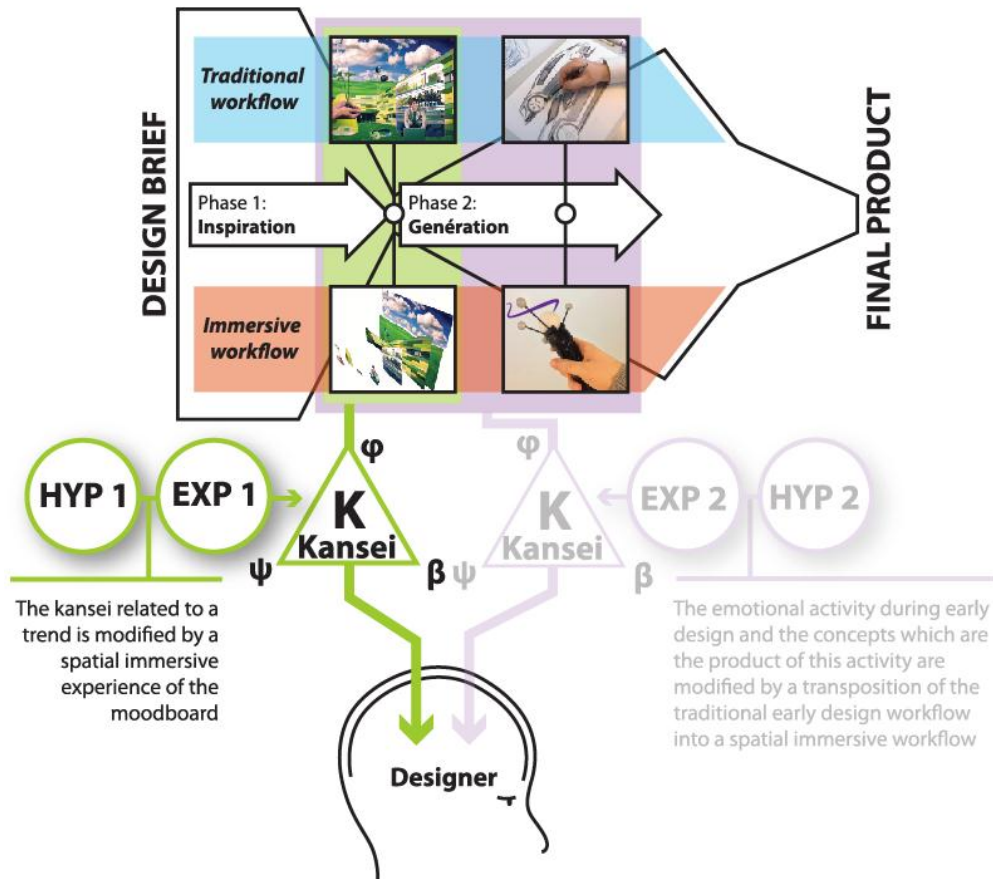 DESIGN BRIEF
Traditional
workflow
Phase 1:
Inspiration
Phase 2:
Genération
Immersive
workflow
FINAL PRODUCT
HYP 1
EXP 1
φ
K
Kansei
ψ
β
The kansei related to a
trend is modified by a
spatial immersive
experience of the
moodboard
φ
K
Kansei
ψ
β
EXP 2
HYP 2
The emotional activity during early
design and the concepts which are
the product of this activity are
modified by a transposition of the
traditional early design workflow
into a spatial immersive workflow
Designer